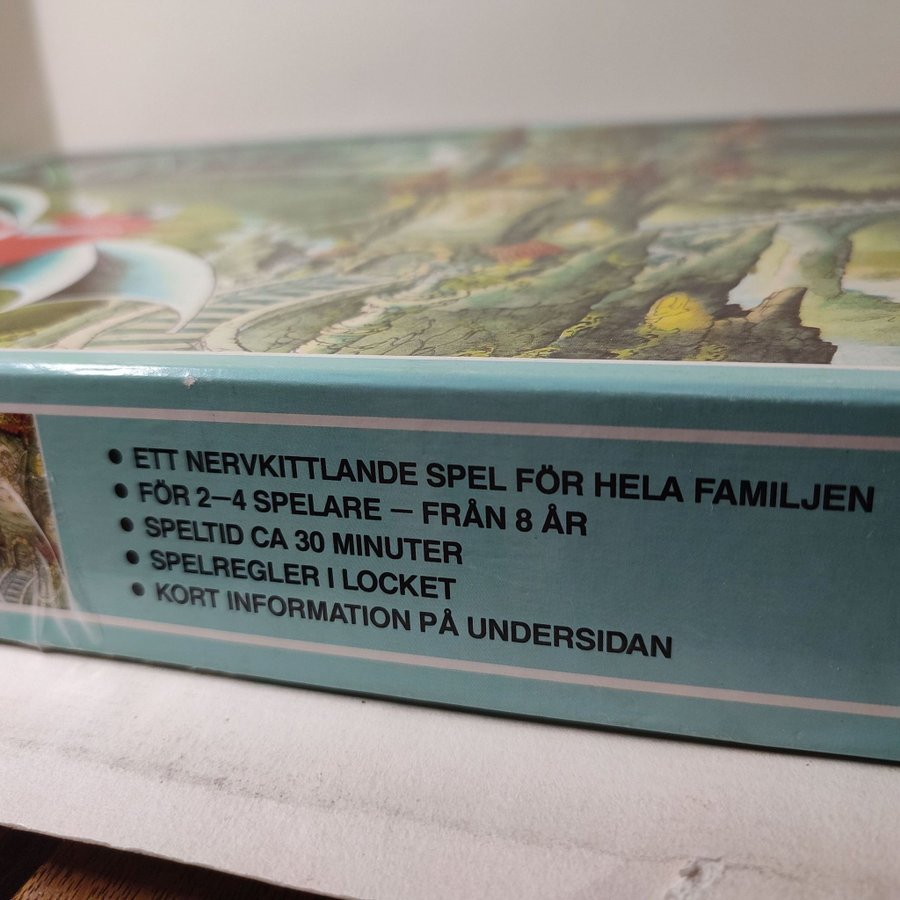 • ETT NERVKITTLANDE SPEL FÖR HELA FAMILJEN
• FÖR 2–4 SPELARE – FRÅN 8 ÅR
• SPELTID CA 30 MINUTER
• SPELREGLER I LOCKET
• KORT INFORMATION PÅ UNDERSIDAN